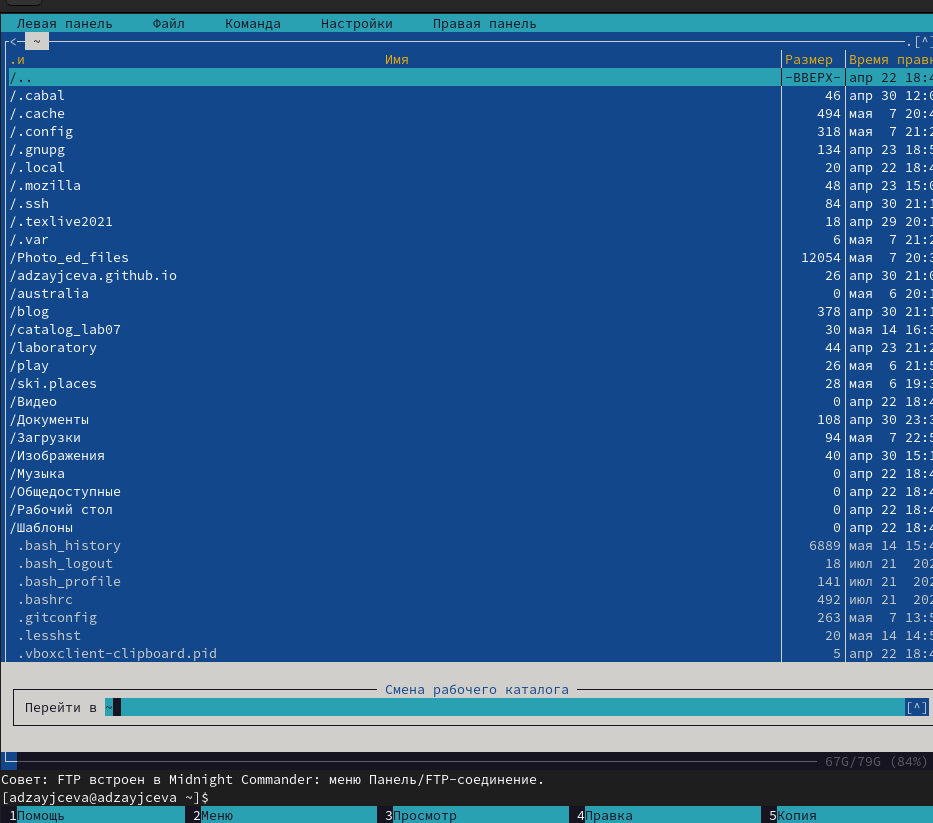 Левая панель Файл Команда Настройки Правая панель
<─ ~ .[^]
.и Имя Размер Время правк
/.. -ВВЕРХ- апр 22 18:4
/.cabal 46 апр 30 12:0
/.cache 494 мая 7 20:4
/.config 318 мая 7 21:2
/.gnupg 134 апр 23 18:5
/.local 20 апр 22 18:4
/.mozilla 48 апр 23 15:0
/.ssh 84 апр 30 21:1
/.texlive2021 18 апр 29 20:1
/.var 6 мая 7 21:2
/Photo_ed_files 12054 мая 7 20:3
/adzayjceva.github.io 26 апр 30 21:0
/australia 0 мая 6 20:1
/blog 378 апр 30 21:1
/catalog_lab07 30 мая 14 16:3
/laboratory 44 апр 23 21:2
/play 26 мая 6 21:5
/ski.places 28 мая 6 19:3
/Видео 0 апр 22 18:4
/Документы 108 апр 30 23:3
/Загрузки 94 мая 7 22:5
/Изображения 40 апр 30 15:1
/Музыка 0 апр 22 18:4
/Общедоступные 0 апр 22 18:4
/Рабочий стол 0 апр 22 18:4
/Шаблоны 0 апр 22 18:4
.bash_history 6889 мая 14 15:4
.bash_logout 18 июл 21 202
.bash_profile 141 июл 21 202
.bashrc 492 июл 21 202
.gitconfig 263 мая 7 13:5
.lesshst 20 мая 14 14:5
.vboxclient-clipboard.pid 5 апр 22 18:4
Смена рабочего каталога
Перейти в ~ [^]
67G/79G (84%)
Совет: FTP встроен в Midnight Commander: меню Панель/FTP-соединение.
[adzayjceva@adzayjceva ~]$
1Помощь 2Меню 3Просмотр 4Правка 5Копия